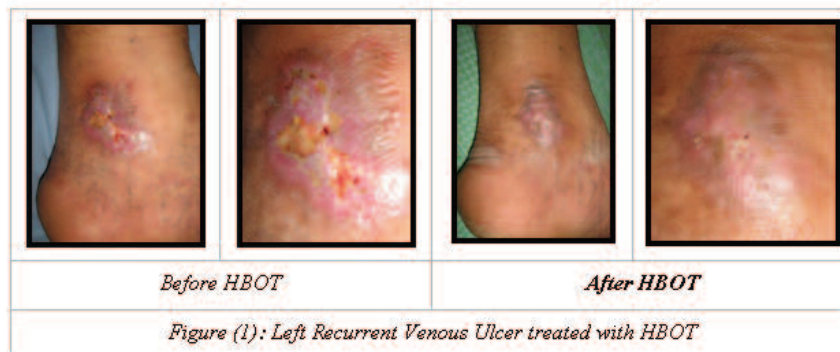 Before HBOT
After HBOT
Figure (1): Left Recurrent Venous Ulcer treated with HBOT